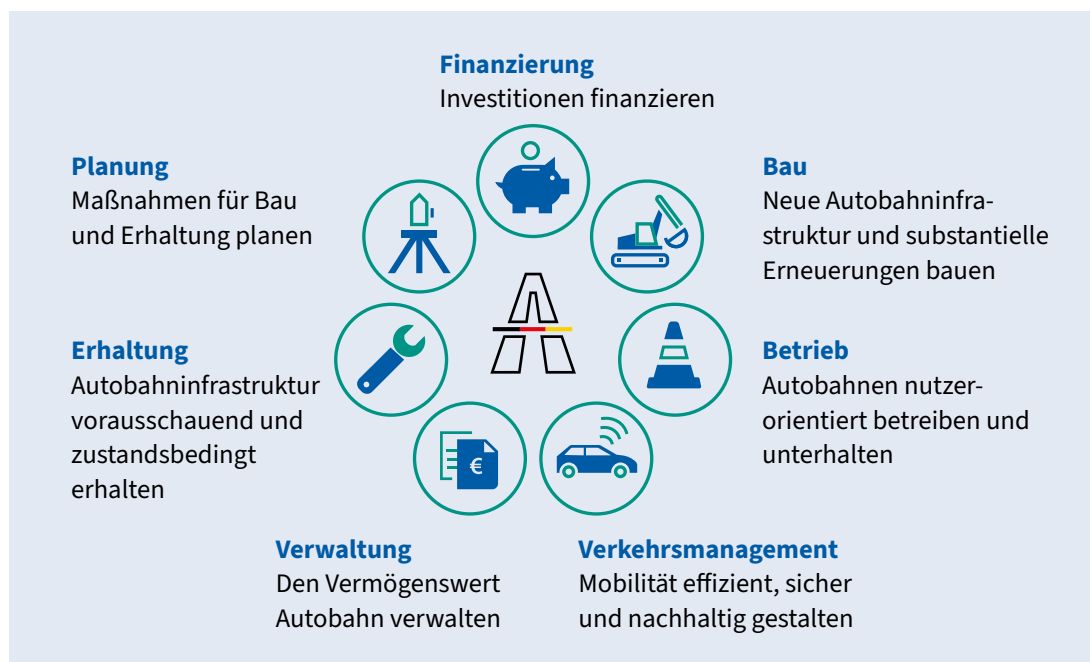 Finanzierung
Investitionen finanzieren
Planung
Maßnahmen für Bau
und Erhaltung planen
Bau
Neue Autobahninfra-
struktur und substantielle
Erneuerungen bauen
Erhaltung
Autobahninfrastruktur
vorausschauend und
zustandsbedingt
erhalten
Betrieb
Autobahnen nutzer-
orientiert betreiben und
unterhalten
€
Verwaltung
Den Vermögenswert
Autobahn verwalten
Verkehrsmanagement
Mobilität effizient, sicher
und nachhaltig gestalten